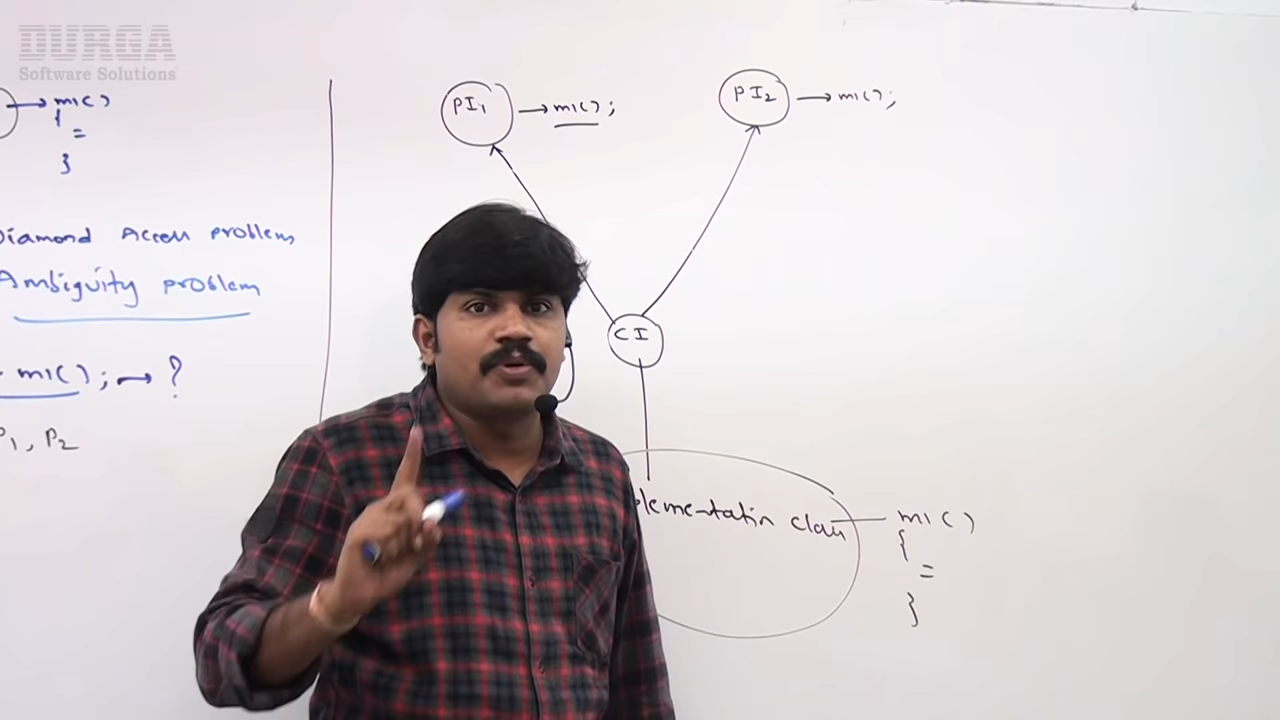 DURGA
Software Solutions
→ m1()
{
=
}
Diamond Access problem
Ambiguity problem
m1(); → ?
P1, P2
PI1 → m1();
PI2 → m1();
CI
lementatin class
m1()
{
=
}